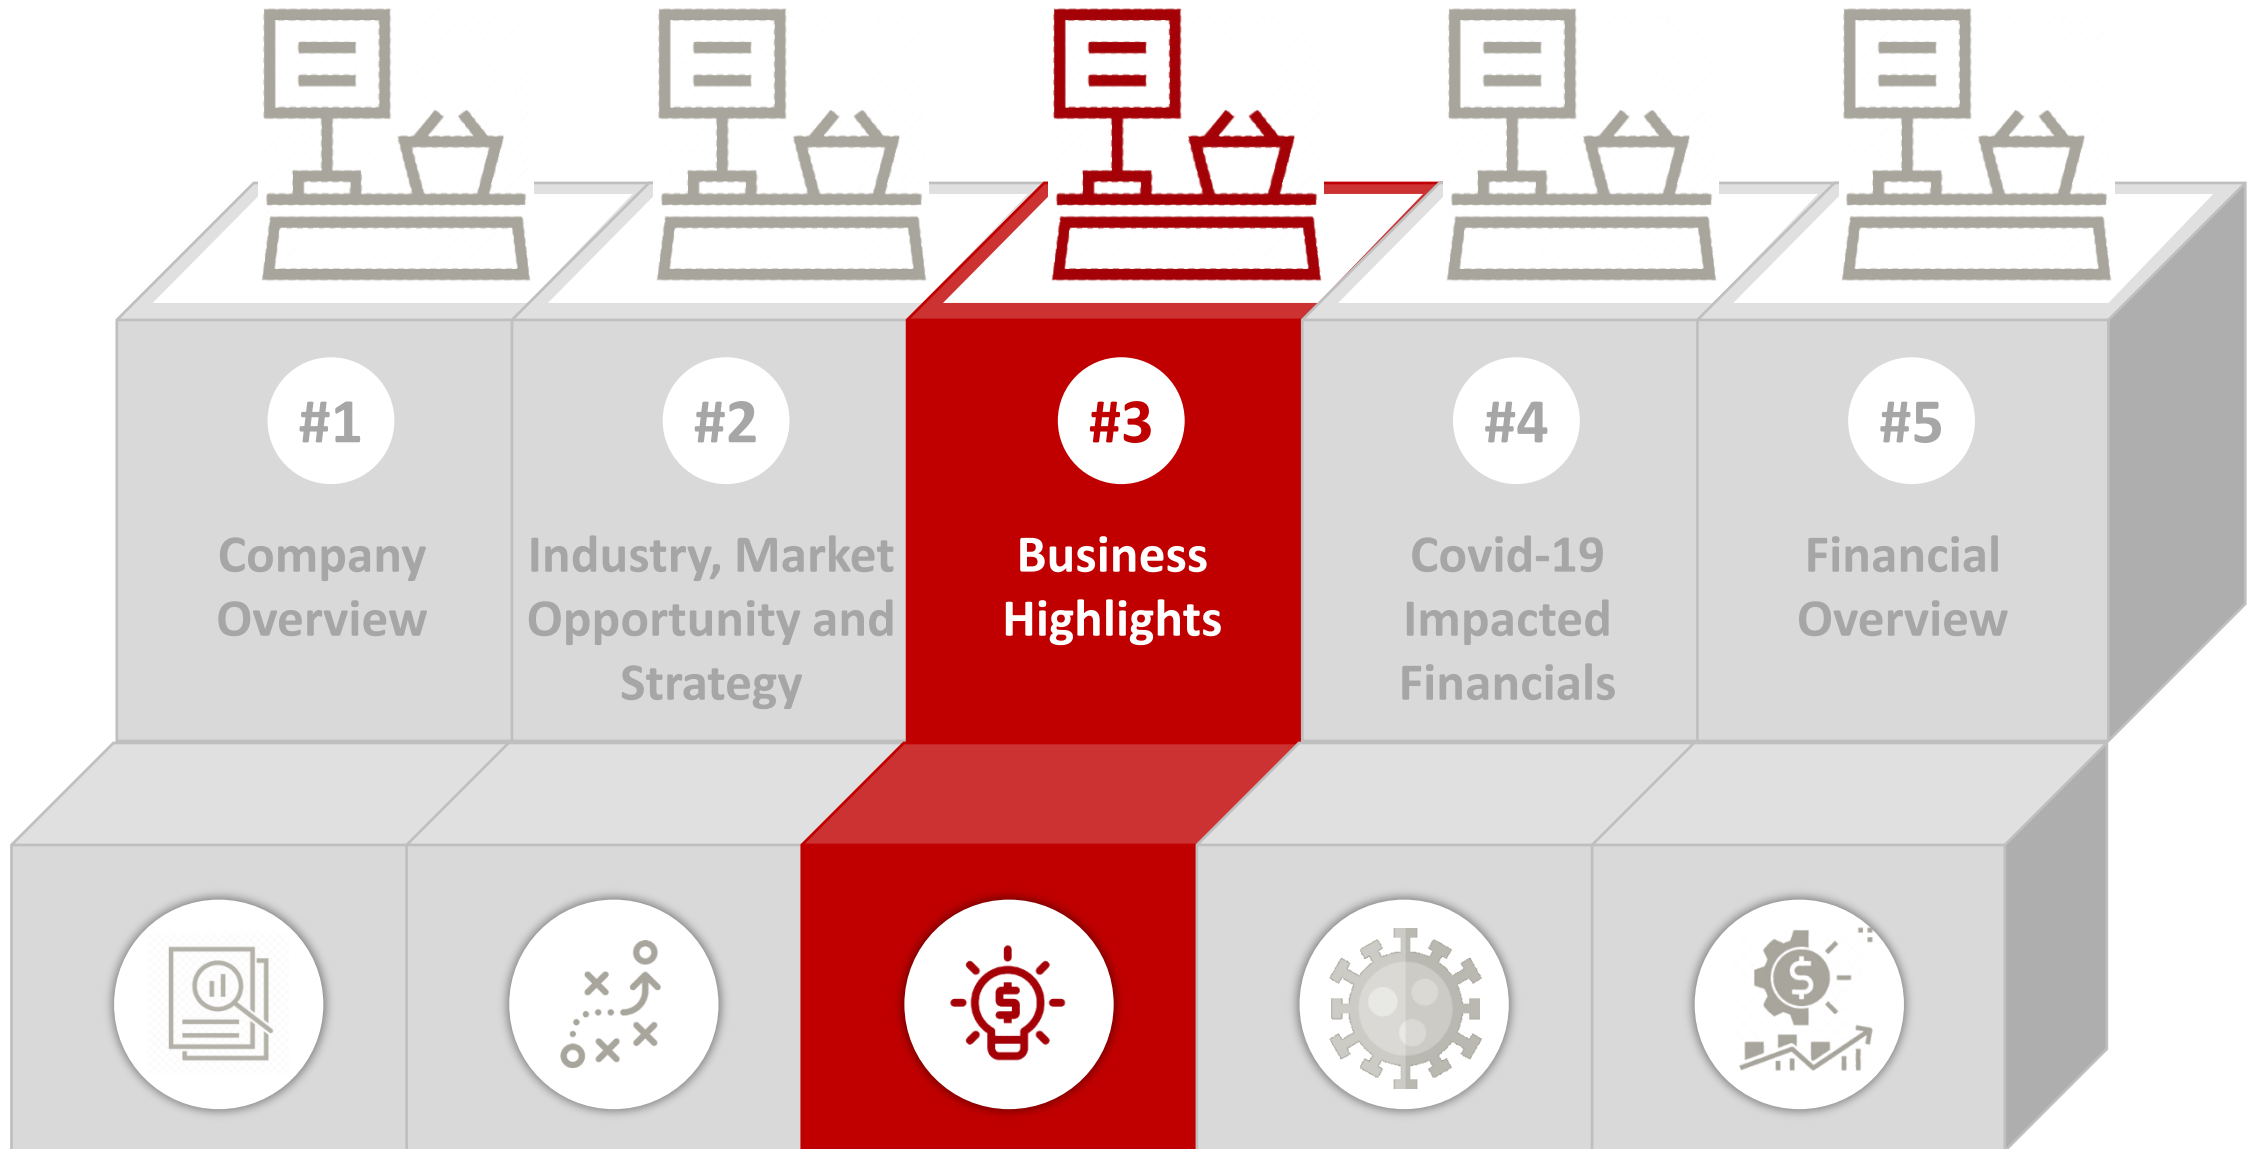 #1
Company
Overview
#2
Industry, Market
Opportunity and
Strategy
#3
Business
Highlights
#4
Covid-19
Impacted
Financials
#5
Financial
Overview
$
$